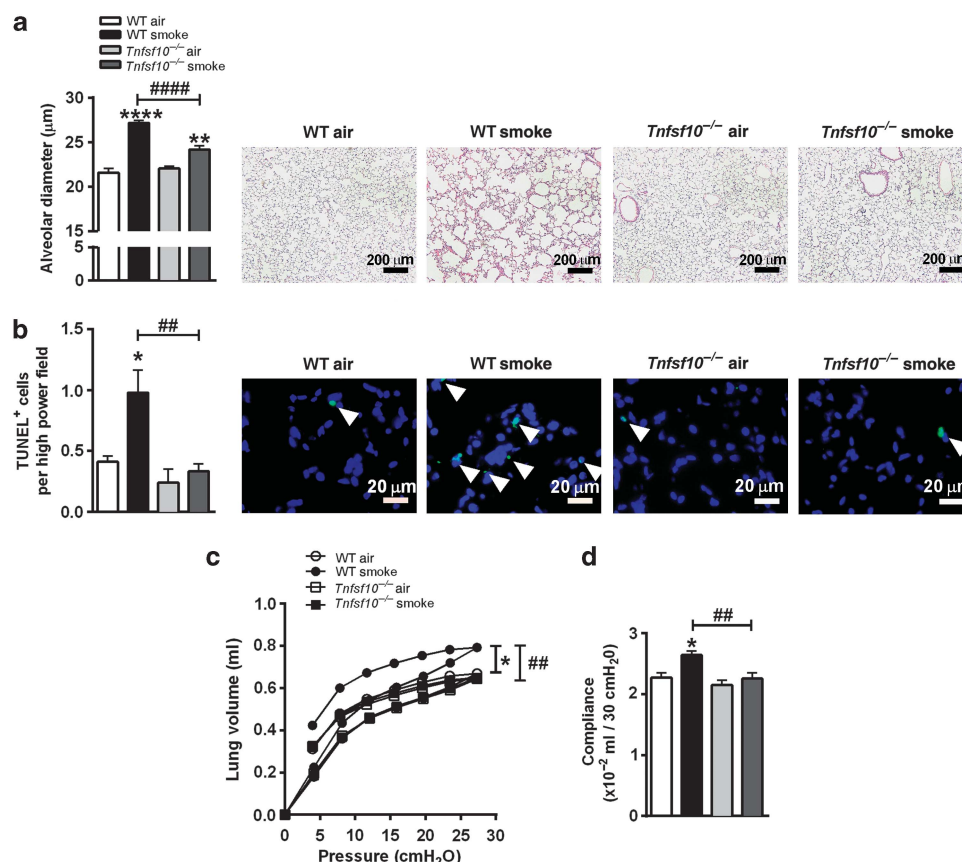 a
WT air
WT smoke
Tnfsf10−/− air
Tnfsf10−/− smoke
####
****
**
30
25
20
15
5
0
Alveolar diameter (μm)
WT air
WT smoke
Tnfsf10−/− air
Tnfsf10−/− smoke
200 μm
200 μm
200 μm
200 μm
b
##
*
1.5
1.0
0.5
0.0
TUNEL+ cells
per high power field
WT air
WT smoke
Tnfsf10−/− air
Tnfsf10−/− smoke
20 μm
20 μm
20 μm
20 μm
c
WT air
WT smoke
Tnfsf10−/− air
Tnfsf10−/− smoke
1.0
0.8
0.6
0.4
0.2
0.0
Lung volume (ml)
* ##
0 5 10 15 20 25 30
Pressure (cmH2O)
d
##
*
3
2
1
0
Compliance
(x10−2 ml / 30 cmH20)